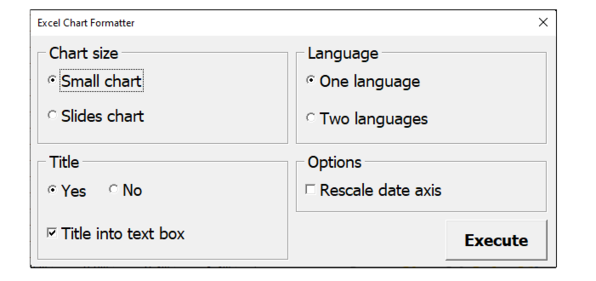 Excel Chart Formatter
Chart size
Small chart
Slides chart
Language
One language
Two languages
Title
Yes No
Title into text box
Options
Rescale date axis
Execute